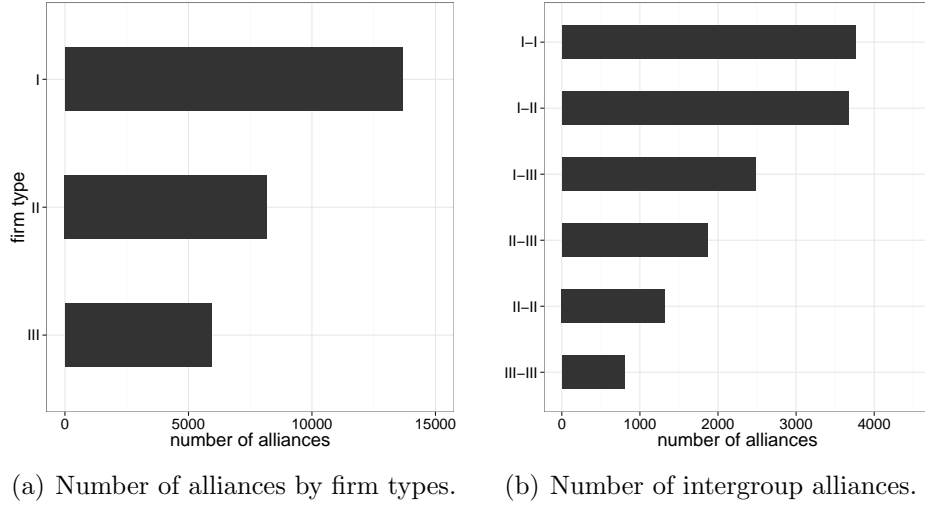 I
II
III
firm type
0 5000 10000 15000
number of alliances
(a) Number of alliances by firm types.
I−I
I−II
I−III
II−III
II−II
III−III
0 1000 2000 3000 4000
number of alliances
(b) Number of intergroup alliances.